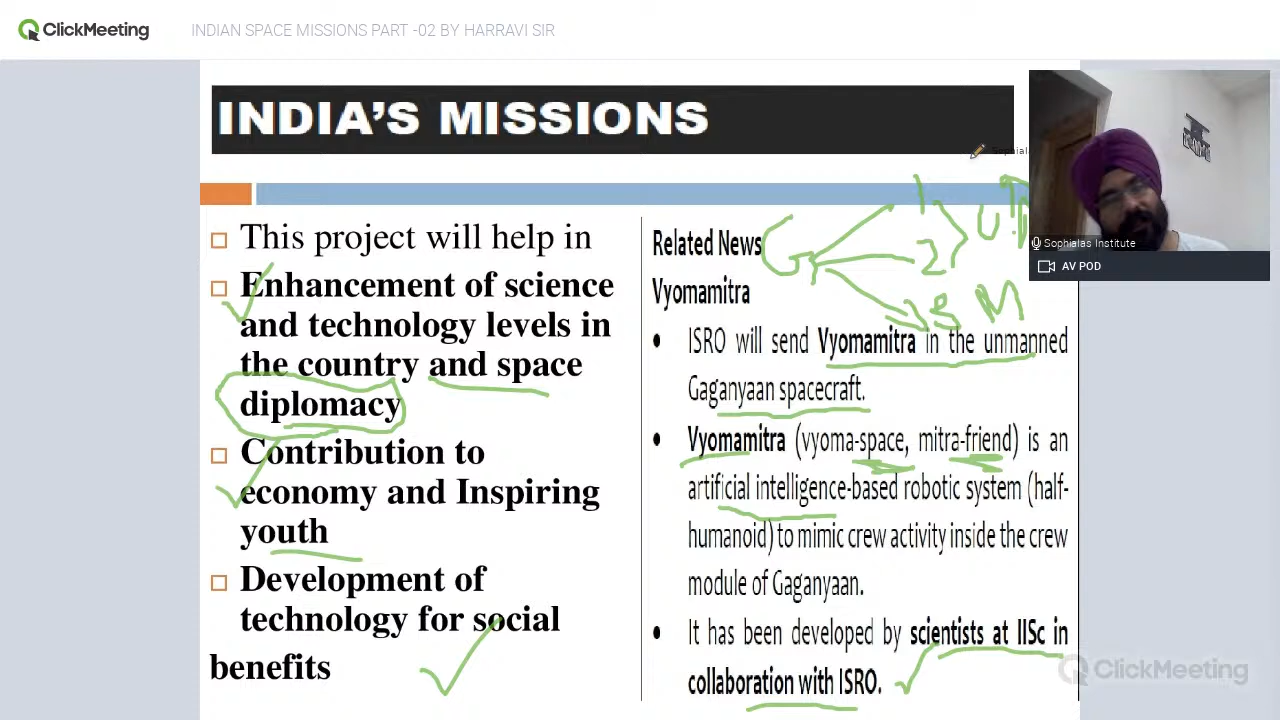 ClickMeeting
INDIAN SPACE MISSIONS PART -02 BY HARRAVI SIR
INDIA'S MISSIONS
This project will help in
Enhancement of science
and technology levels in
the country and space
diplomacy
Contribution to
economy and Inspiring
youth
Development of
technology for social
benefits
Related News
Vyomamitra
• ISRO will send Vyomamitra in the unmanned
Gaganyaan spacecraft.
• Vyomamitra (vyoma-space, mitra-friend) is an
artificial intelligence-based robotic system (half-
humanoid) to mimic crew activity inside the crew
module of Gaganyaan.
• It has been developed by scientists at IISc in
collaboration with ISRO.
1
2
3 M
Sophialas Institute
AV POD
ClickMeeting